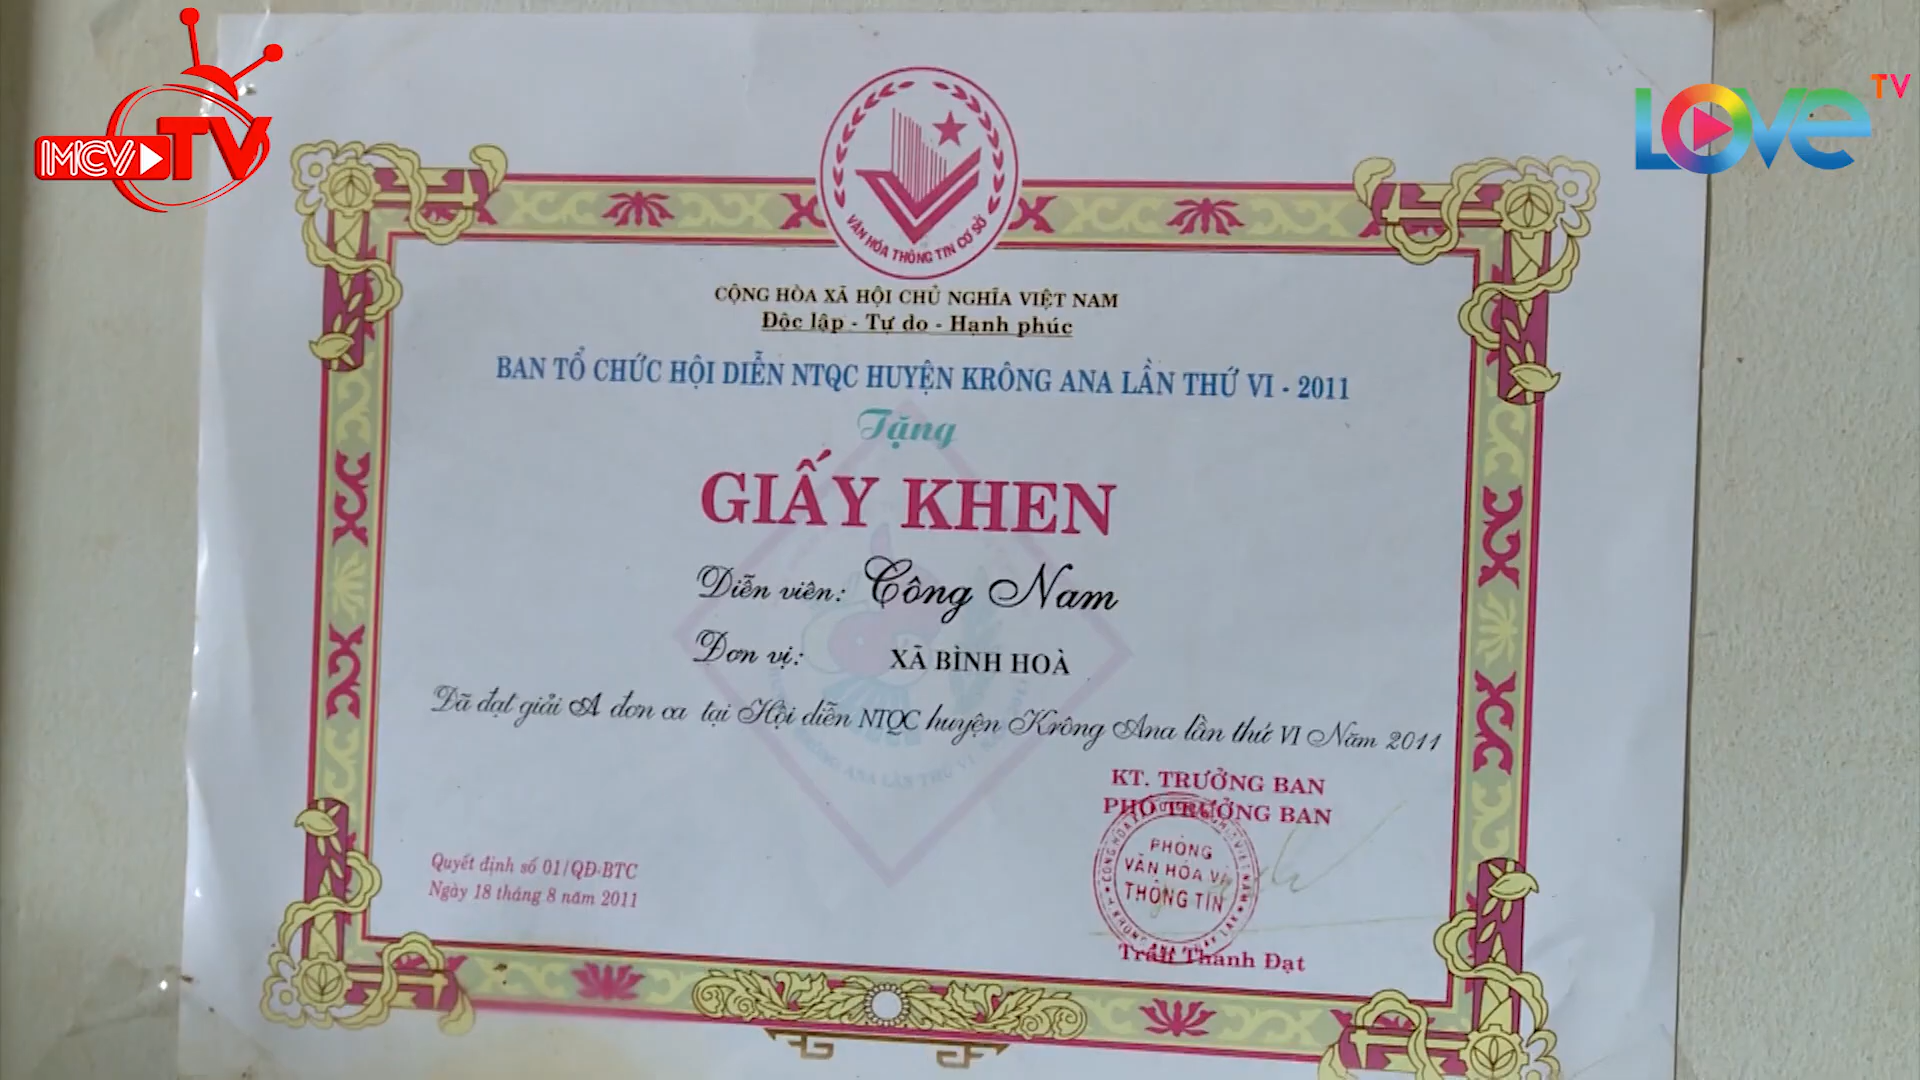 MCV TV
LOVE TV
VĂN HÓA THÔNG TIN CƠ SỞ
CỘNG HÒA XÃ HỘI CHỦ NGHĨA VIỆT NAM
Độc lập - Tự do - Hạnh phúc
BAN TỔ CHỨC HỘI DIỄN NTQC HUYỆN KRÔNG ANA LẦN THỨ VI - 2011
Tặng
GIẤY KHEN
Diễn viên: Công Nam
Đơn vị: XÃ BÌNH HOÀ
Đã đạt giải A đơn ca tại Hội diễn NTQC huyện Krông Ana lần thứ VI Năm 2011
KT. TRƯỞNG BAN
PHÓ TRƯỞNG BAN
PHÒNG
VĂN HÓA VÀ
THÔNG TIN
Quyết định số 01/QĐ-BTC
Ngày 18 tháng 8 năm 2011
Trần Thành Đạt